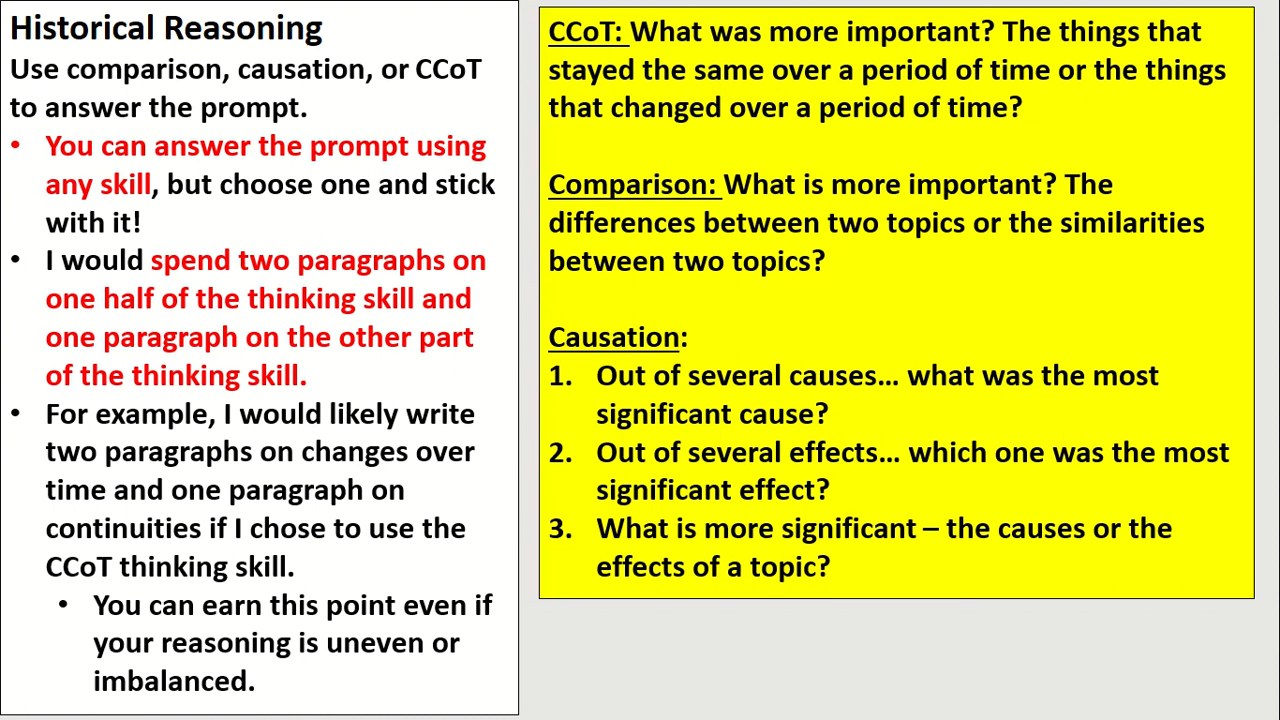 Historical Reasoning
Use comparison, causation, or CCoT
to answer the prompt.
• You can answer the prompt using
any skill, but choose one and stick
with it!
• I would spend two paragraphs on
one half of the thinking skill and
one paragraph on the other part
of the thinking skill.
• For example, I would likely write
two paragraphs on changes over
time and one paragraph on
continuities if I chose to use the
CCoT thinking skill.
• You can earn this point even if
your reasoning is uneven or
imbalanced.
CCoT: What was more important? The things that
stayed the same over a period of time or the things
that changed over a period of time?
Comparison: What is more important? The
differences between two topics or the similarities
between two topics?
Causation:
1. Out of several causes… what was the most
significant cause?
2. Out of several effects… which one was the most
significant effect?
3. What is more significant – the causes or the
effects of a topic?